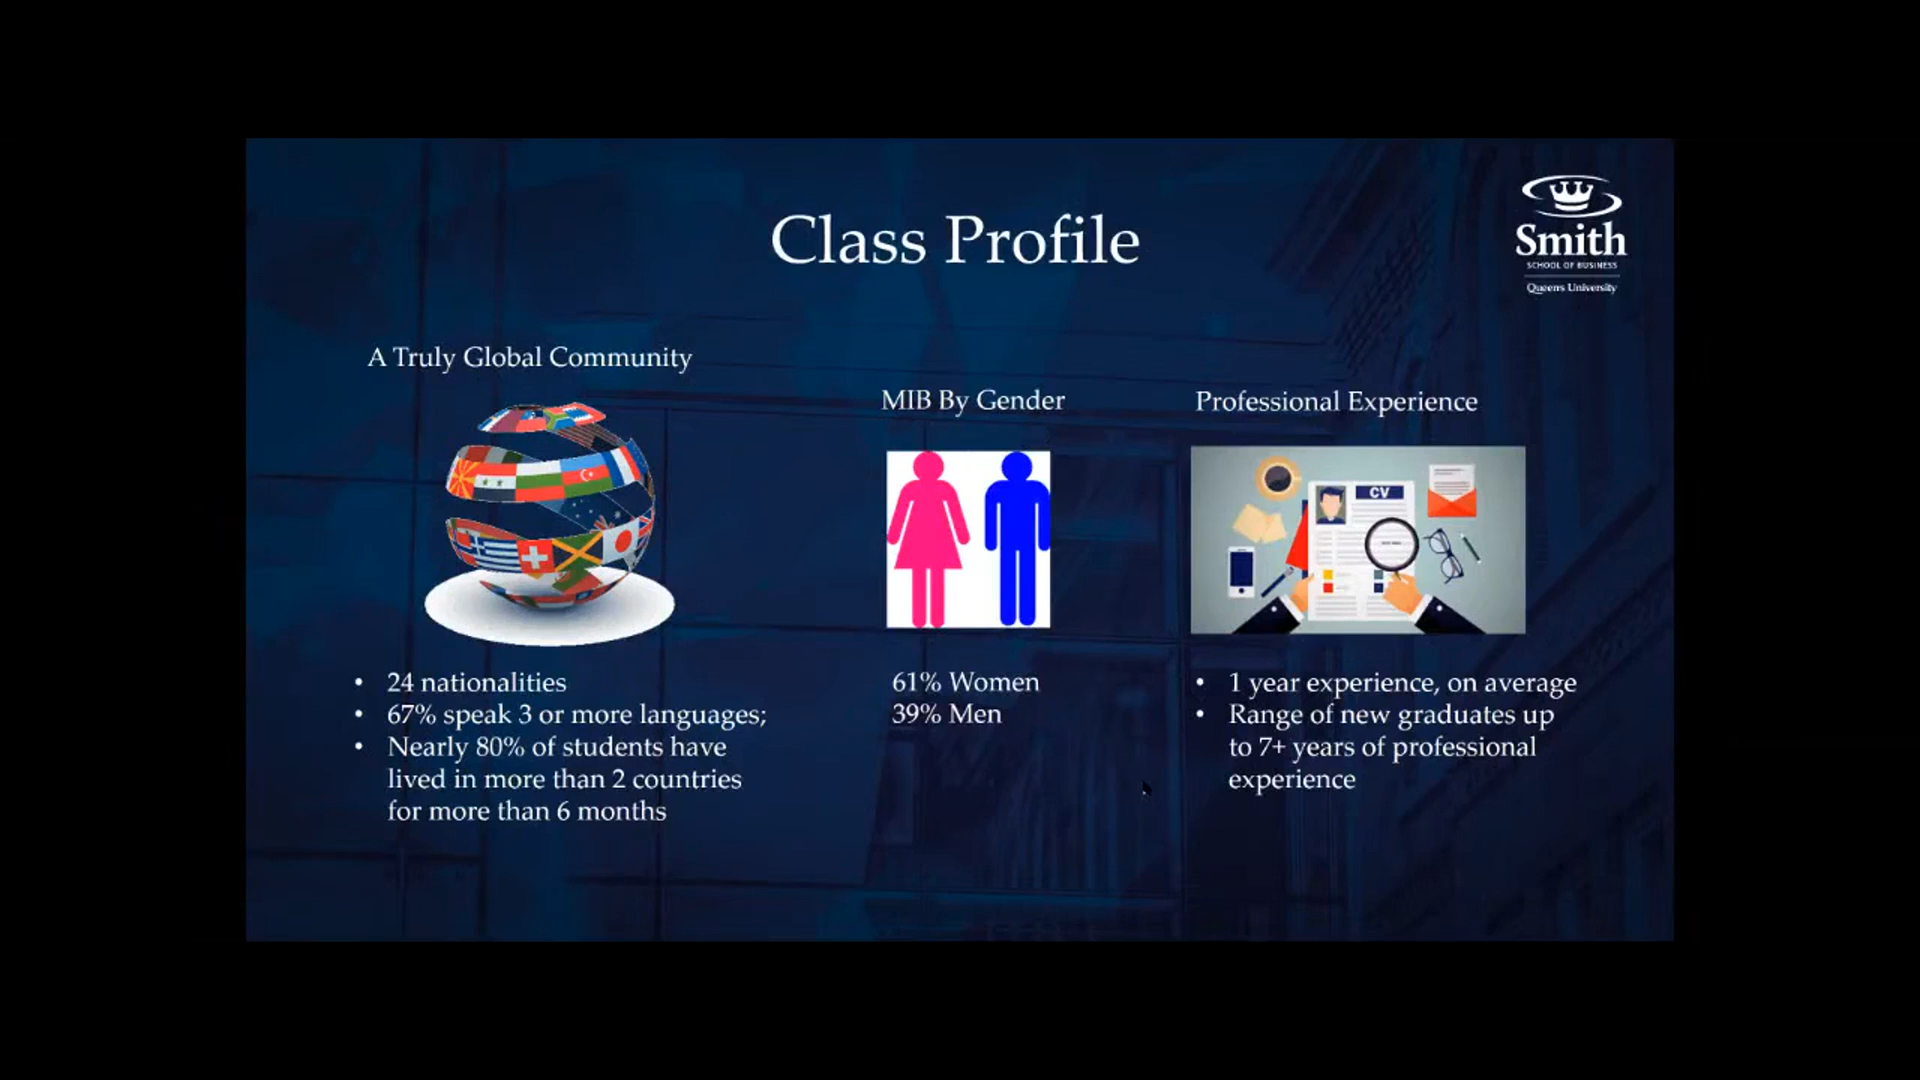 Class Profile
Smith
SCHOOL OF BUSINESS
Queen's University
A Truly Global Community
• 24 nationalities
• 67% speak 3 or more languages;
• Nearly 80% of students have
lived in more than 2 countries
for more than 6 months
MIB By Gender
61% Women
39% Men
Professional Experience
CV
• 1 year experience, on average
• Range of new graduates up
to 7+ years of professional
experience